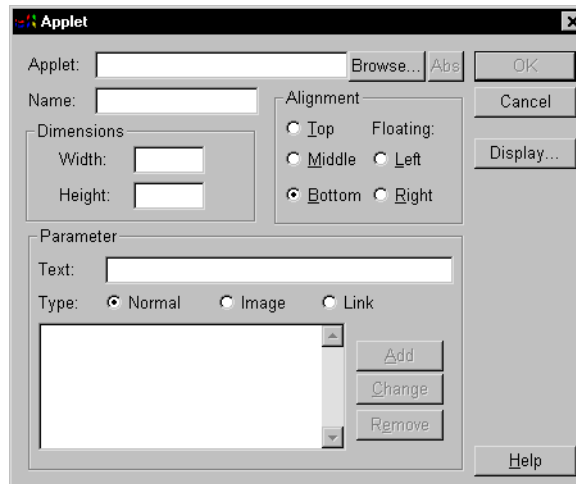 Applet
Applet: Browse... Abs OK
Name: Alignment Cancel
Dimensions Top Floating:
Width: Middle Left Display...
Height: Bottom Right
Parameter
Text:
Type: Normal Image Link
Add
Change
Remove
Help